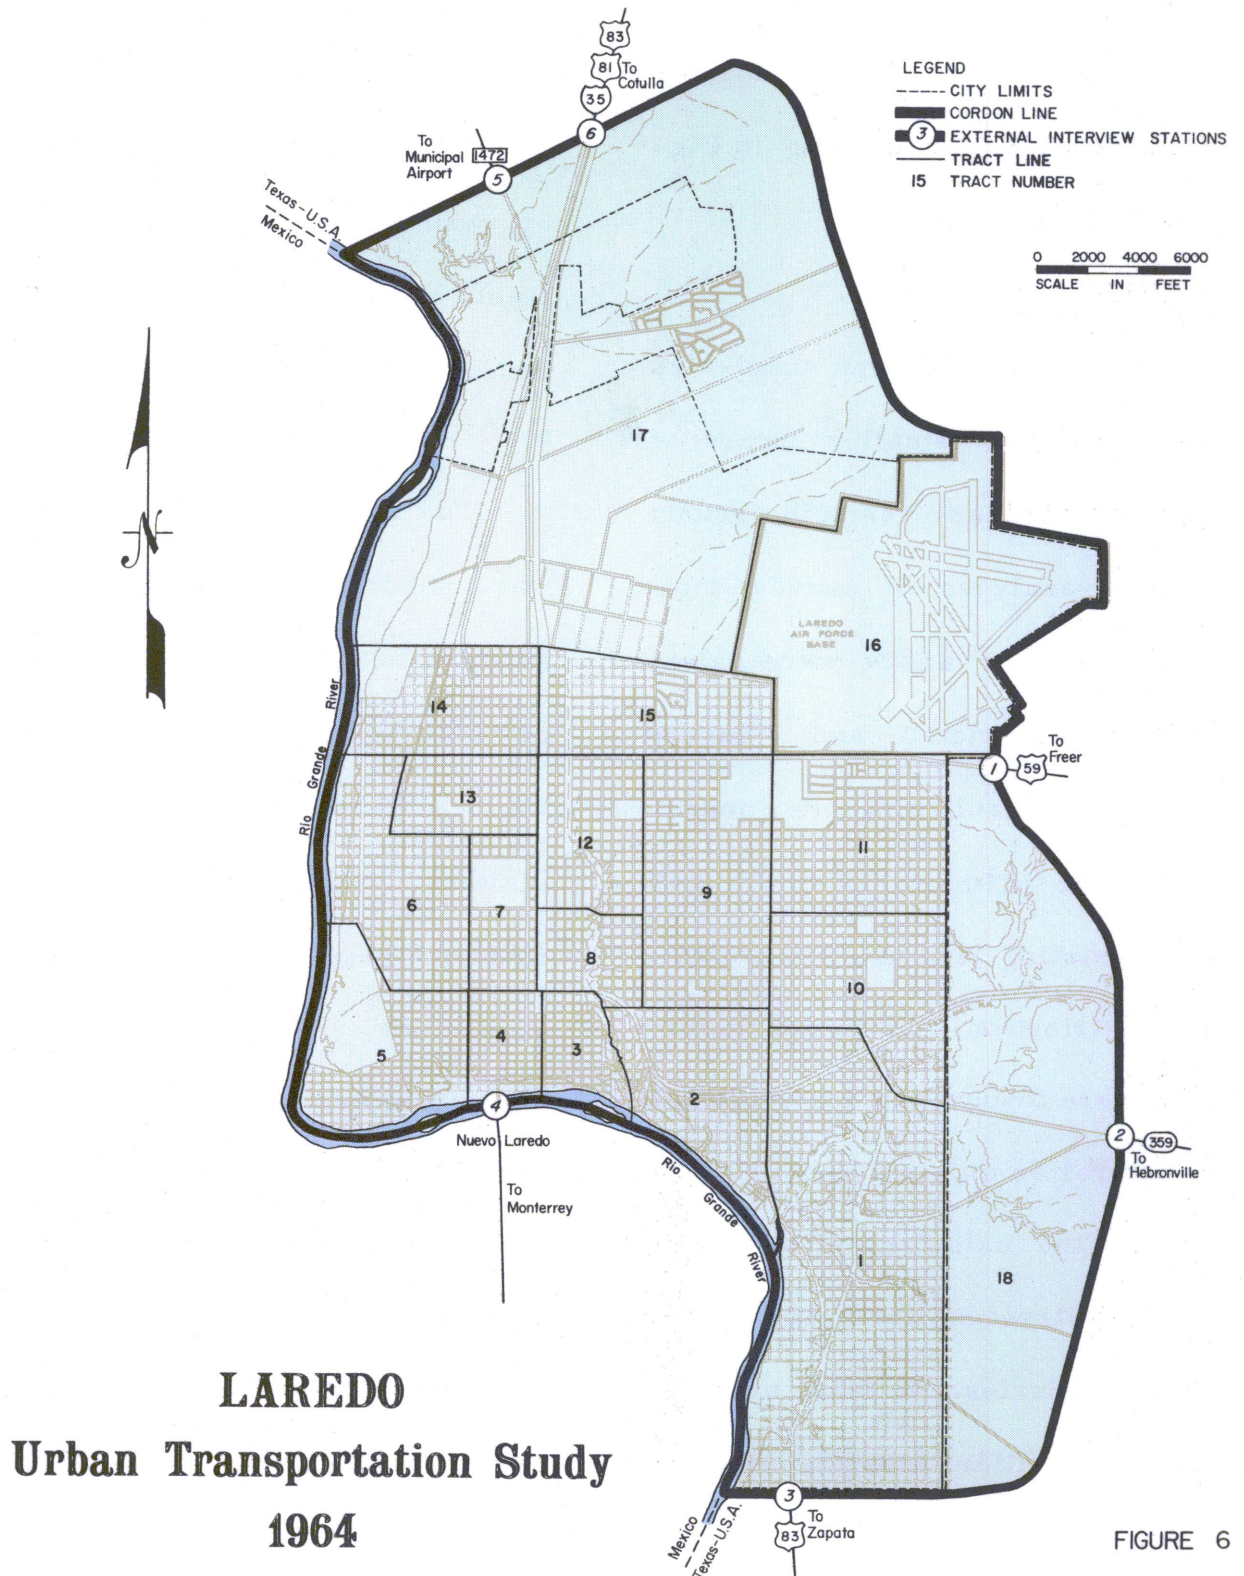 83
81
To
Cotulla
35
6
LEGEND
CITY LIMITS
CORDON LINE
3 EXTERNAL INTERVIEW STATIONS
TRACT LINE
15 TRACT NUMBER
To
Municipal
Airport
1472
5
Texas-U.S.A.
Mexico
0 2000 4000 6000
SCALE IN FEET
N
17
LAREDO
AIR FORCE
BASE
16
14
15
River
Grande
Rio
To
Freer
1
59
13
12
11
6
7
9
8
10
TEX. MEX. R.R.
5
4
3
2
4
Nuevo Laredo
To
Monterrey
Rio
Grande
River
2
359
To
Hebronville
1
18
LAREDO
Urban Transportation Study
1964
3
To
Zapata
83
Mexico
Texas-U.S.A.
FIGURE 6